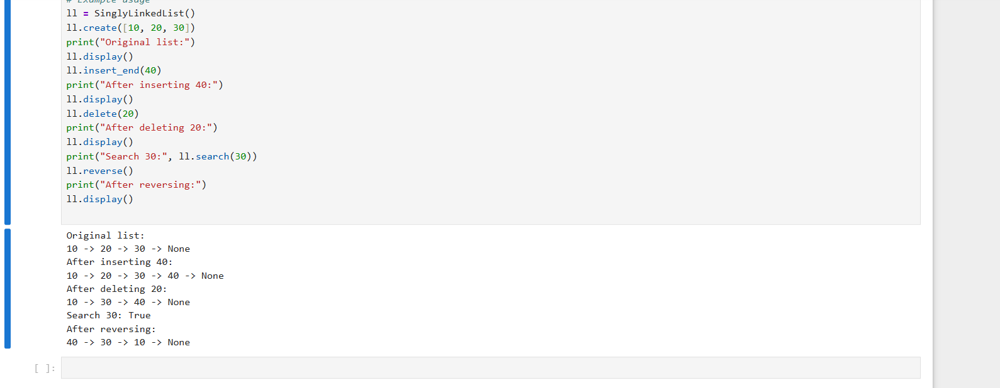 # Example usage
ll = SinglyLinkedList()
ll.create([10, 20, 30])
print("Original list:")
ll.display()
ll.insert_end(40)
print("After inserting 40:")
ll.display()
ll.delete(20)
print("After deleting 20:")
ll.display()
print("Search 30:", ll.search(30))
ll.reverse()
print("After reversing:")
ll.display()
Original list:
10 -> 20 -> 30 -> None
After inserting 40:
10 -> 20 -> 30 -> 40 -> None
After deleting 20:
10 -> 30 -> 40 -> None
Search 30: True
After reversing:
40 -> 30 -> 10 -> None
[ ]: